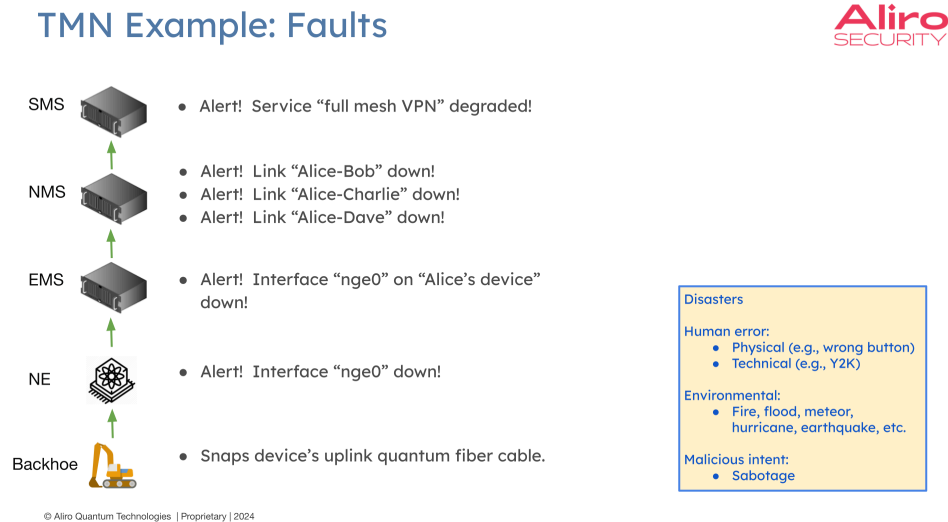 TMN Example: Faults
Aliro
SECURITY
SMS
● Alert! Service “full mesh VPN” degraded!
NMS
● Alert! Link “Alice-Bob” down!
● Alert! Link “Alice-Charlie” down!
● Alert! Link “Alice-Dave” down!
EMS
● Alert! Interface “nge0” on “Alice’s device”
down!
NE
● Alert! Interface “nge0” down!
Backhoe
● Snaps device’s uplink quantum fiber cable.
Disasters
Human error:
● Physical (e.g., wrong button)
● Technical (e.g., Y2K)
Environmental:
● Fire, flood, meteor,
hurricane, earthquake, etc.
Malicious intent:
● Sabotage
© Aliro Quantum Technologies | Proprietary | 2024